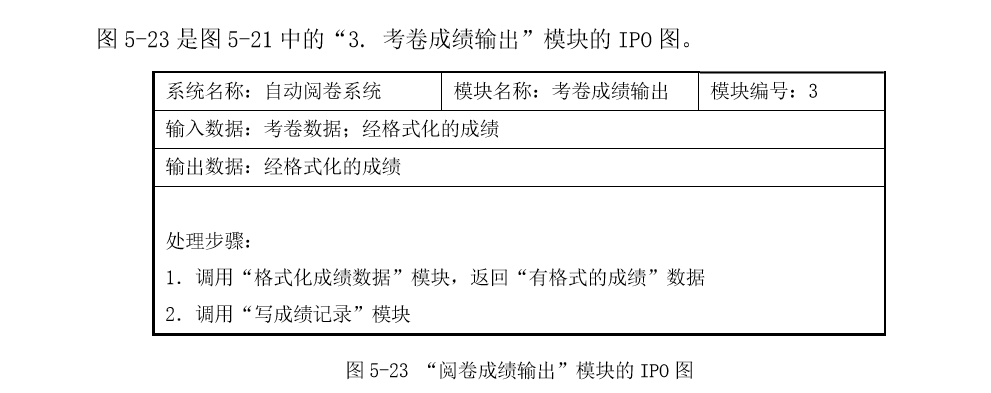 图 5-23 是图 5-21 中的“3. 考卷成绩输出”模块的 IPO 图。
系统名称：自动阅卷系统 模块名称：考卷成绩输出 模块编号：3
输入数据：考卷数据；经格式化的成绩
输出数据：经格式化的成绩
处理步骤：
1. 调用“格式化成绩数据”模块，返回“有格式的成绩”数据
2. 调用“写成绩记录”模块
图 5-23 “阅卷成绩输出”模块的 IPO 图